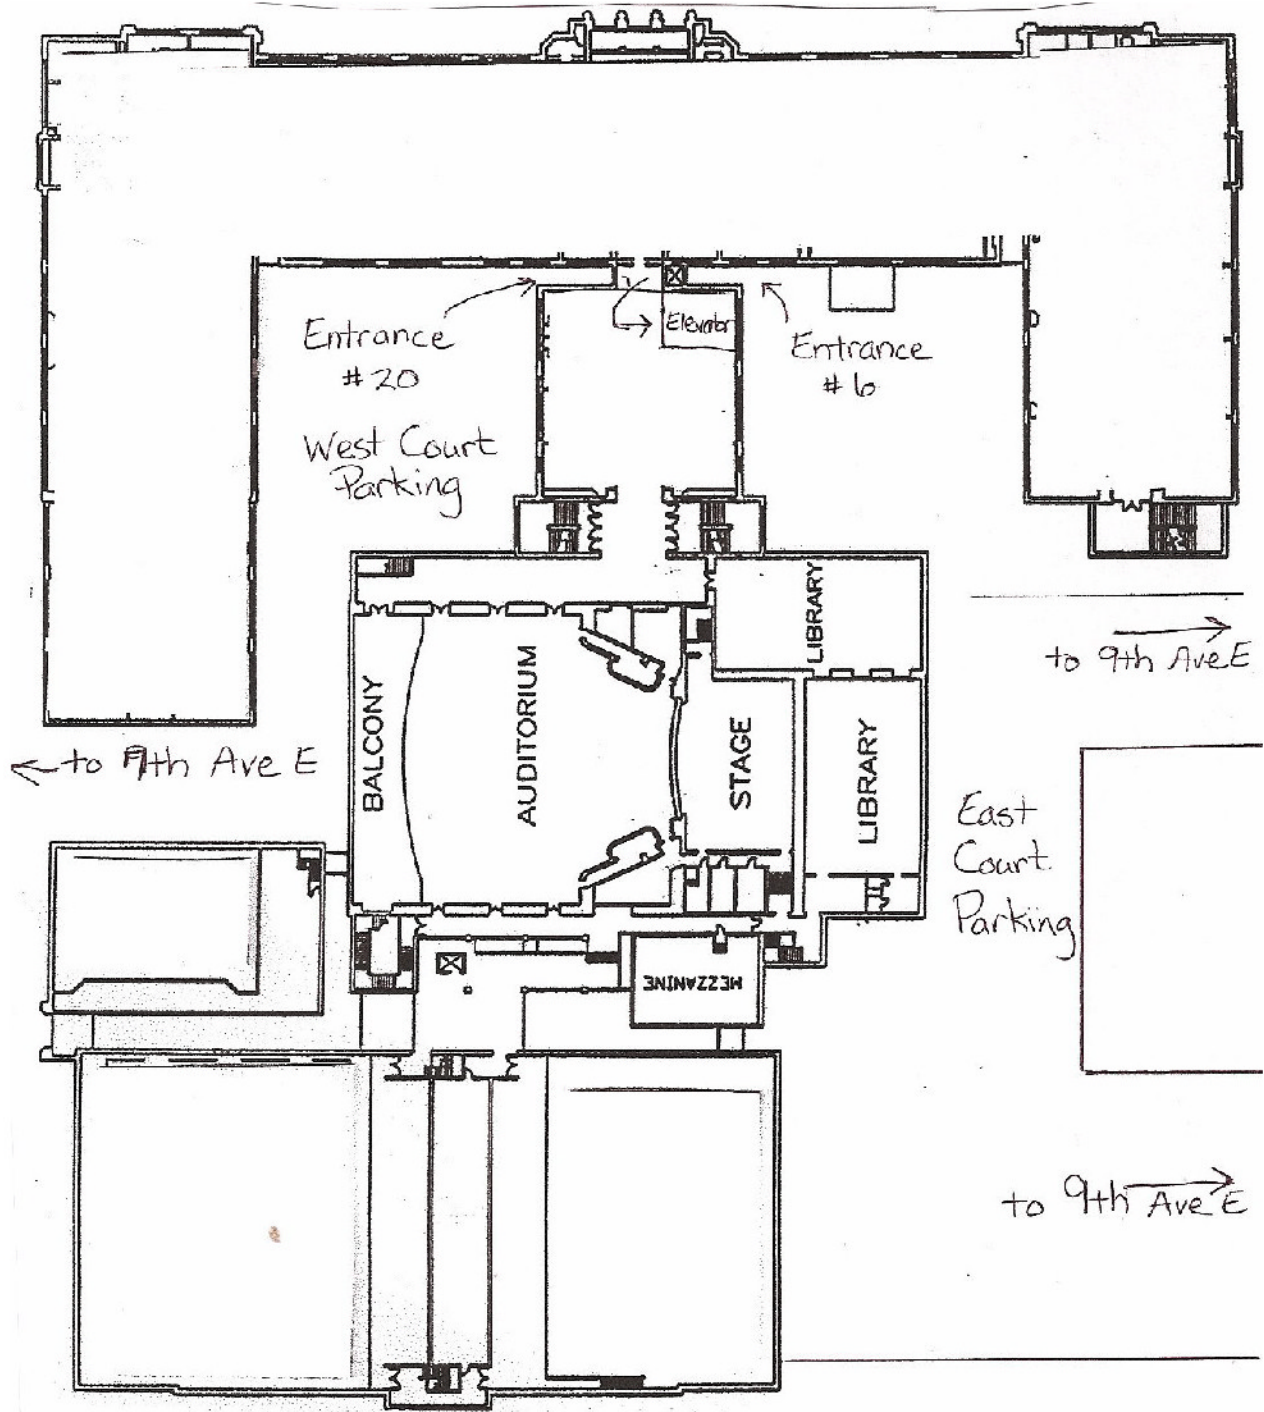 Elevator
Entrance
#20
Entrance
#6
West Court
Parking
LIBRARY
to 9th Ave E
to 7th Ave E
BALCONY
AUDITORIUM
STAGE
LIBRARY
East
Court
Parking
MEZZANINE
to 9th Ave E